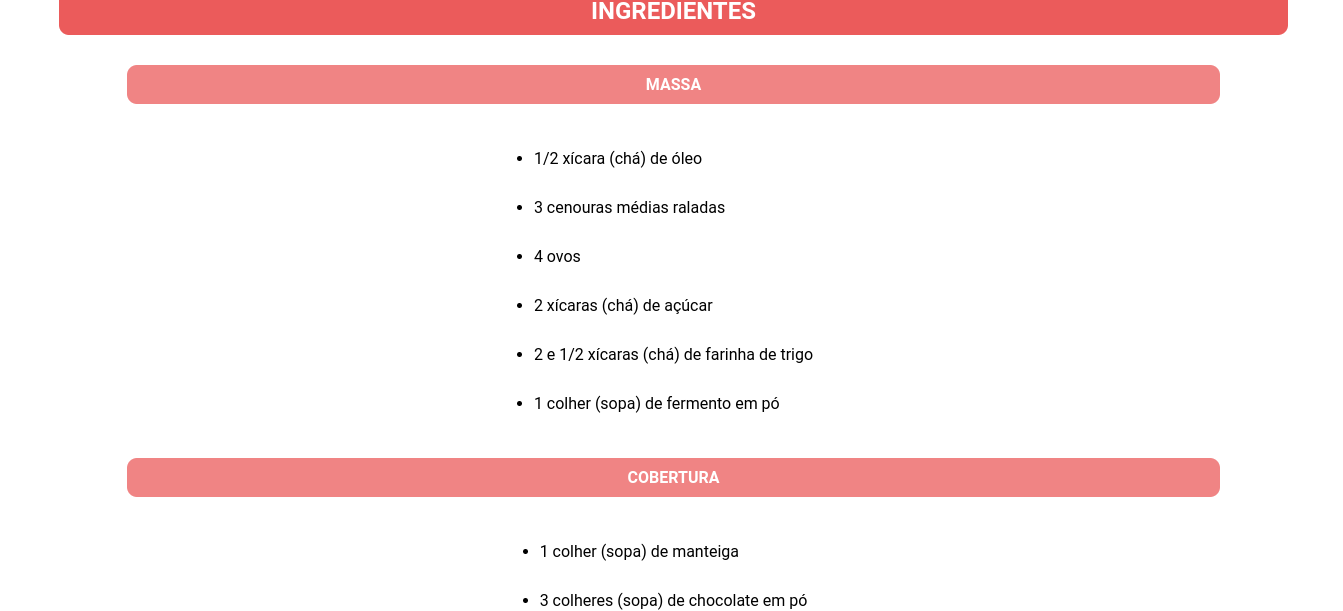 INGREDIENTES
MASSA
1/2 xícara (chá) de óleo
3 cenouras médias raladas
4 ovos
2 xícaras (chá) de açúcar
2 e 1/2 xícaras (chá) de farinha de trigo
1 colher (sopa) de fermento em pó
COBERTURA
1 colher (sopa) de manteiga
3 colheres (sopa) de chocolate em pó